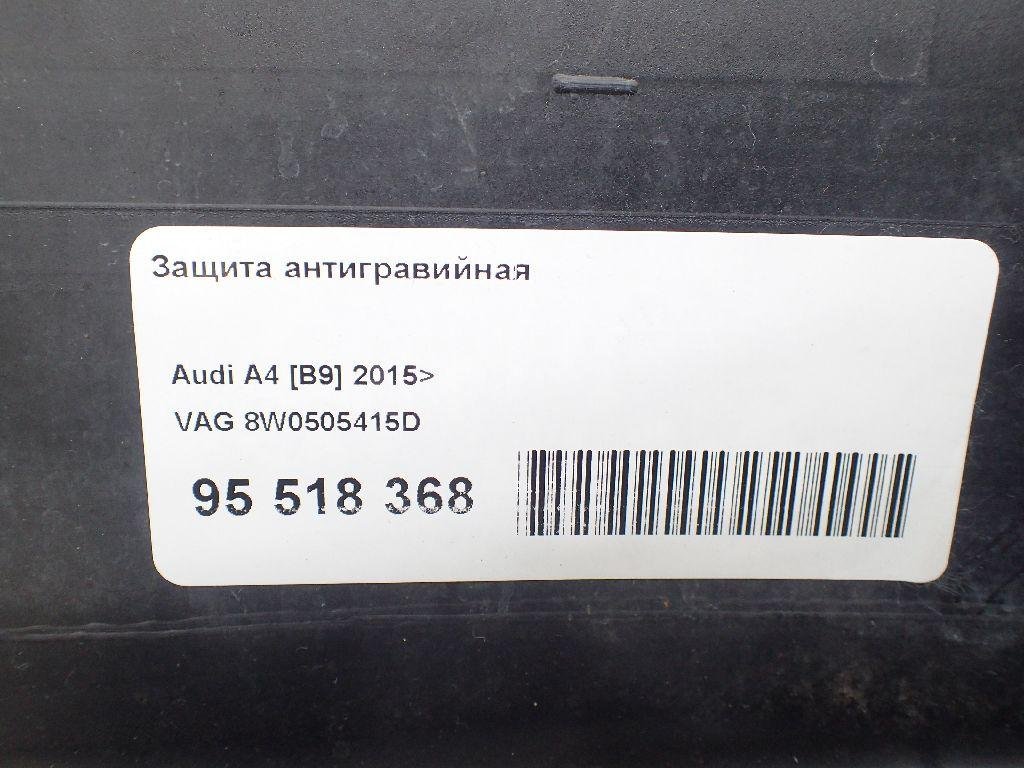 Защита антигравийная
Audi A4 [B9] 2015>
VAG 8W0505415D
95 518 368